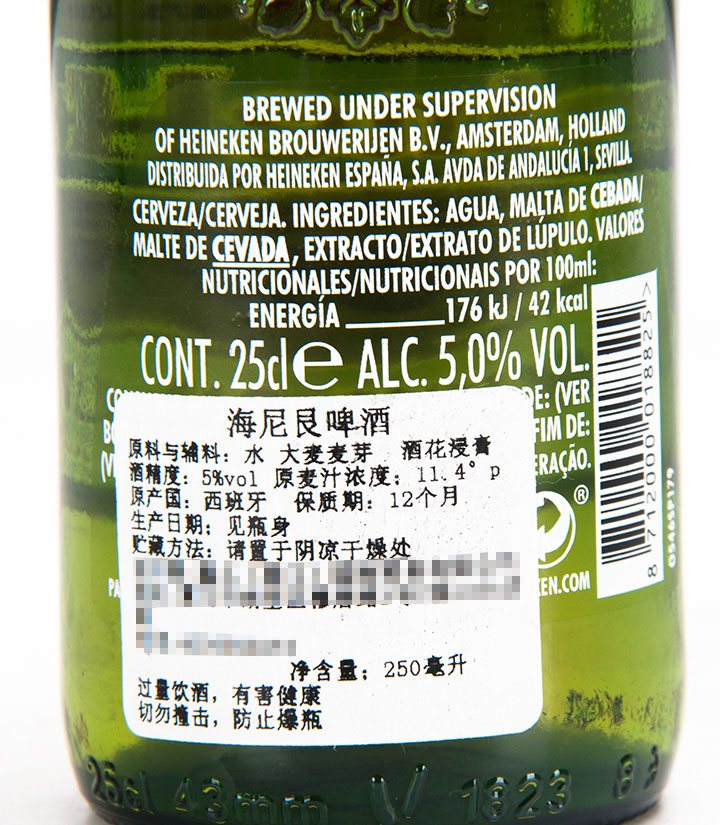 BREWED UNDER SUPERVISION
OF HEINEKEN BROUWERIJEN B.V., AMSTERDAM, HOLLAND
DISTRIBUIDA POR HEINEKEN ESPAÑA, S.A. AVDA DE ANDALUCÍA 1, SEVILLA.
CERVEZA/CERVEJA. INGREDIENTES: AGUA, MALTA DE CEBADA/
MALTE DE CEVADA, EXTRACTO/EXTRATO DE LÚPULO. VALORES
NUTRICIONALES/NUTRICIONAIS POR 100ml:
ENERGÍA 176 kJ / 42 kcal
CONT. 25cl e ALC. 5,0% VOL.
DE: (VER
FIM DE:
海尼艮啤酒
原料与辅料: 水 大麦麦芽 酒花浸膏
酒精度: 5%vol 原麦汁浓度: 11.4°p
原产国: 西班牙 保质期: 12个月
生产日期: 见瓶身
贮藏方法: 请置于阴凉干燥处
净含量: 250毫升
过量饮酒, 有害健康
切勿撞击, 防止爆瓶
8 712000 018825 >
05465P179
®
25cl 43mm V 1823